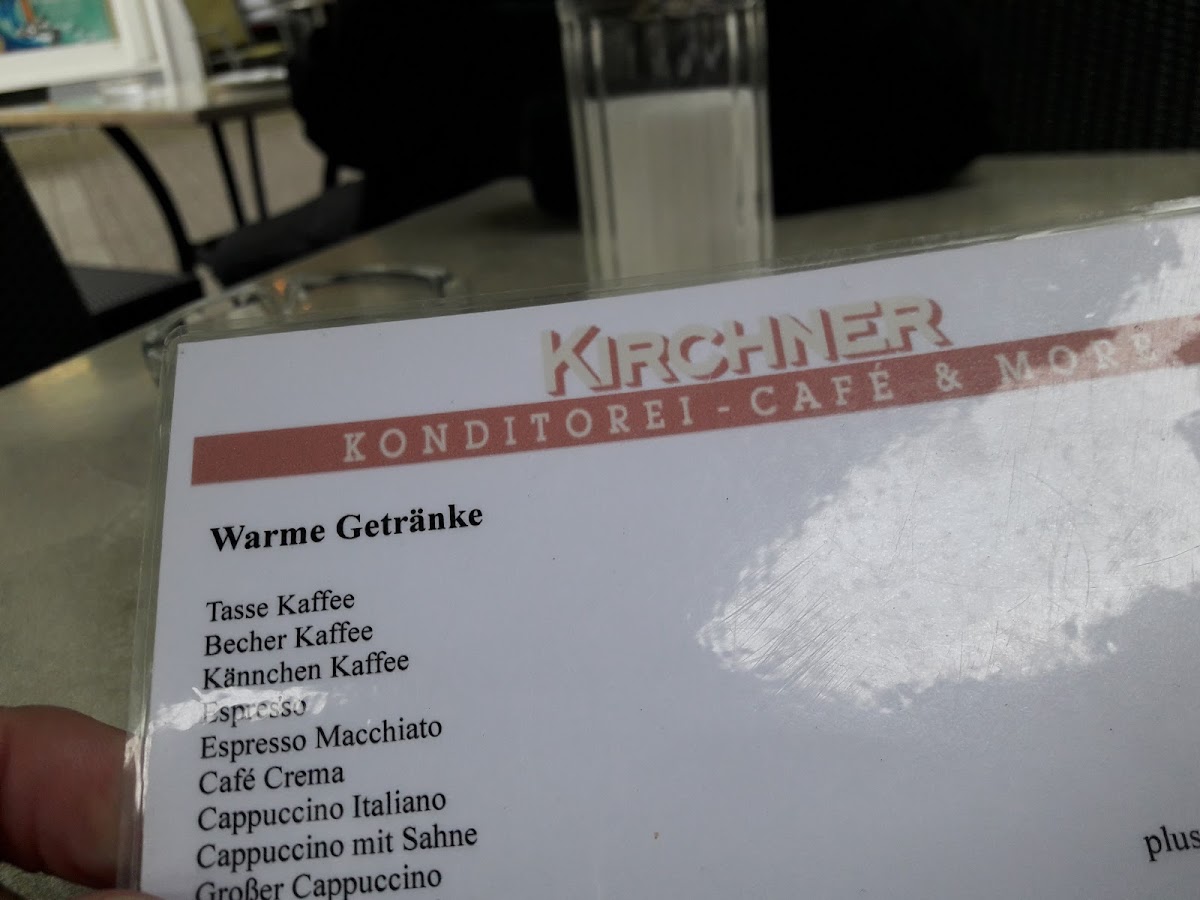 KIRCHNER
KONDITOREI - CAFÉ & MORE
Warme Getränke
Tasse Kaffee
Becher Kaffee
Kännchen Kaffee
Espresso
Espresso Macchiato
Café Crema
Cappuccino Italiano
Cappuccino mit Sahne
plus
Großer Cappuccino